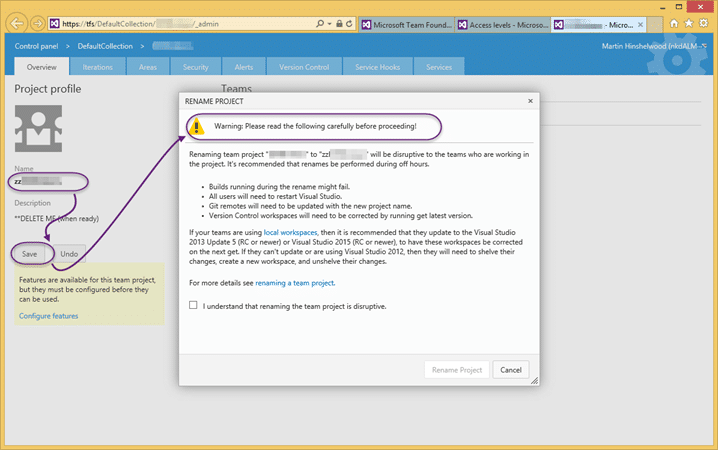 https://tfs/DefaultCollection/ /_admin
Microsoft Team Found...
Access levels - Microso...
- Micro...
Control panel > DefaultCollection >
Martin Hinshelwood (nkdALM
Overview
Iterations
Areas
Security
Alerts
Version Control
Service Hooks
Services
Project profile
Teams
Name
zz
Description
**DELETE ME (when ready)
Save
Undo
Features are available for this team project,
but they must be configured before they
can be used.
Configure features
RENAME PROJECT
Warning: Please read the following carefully before proceeding!
Renaming team project " " to "zz " will be disruptive to the teams who are working in
the project. It's recommended that renames be performed during off hours.
• Builds running during the rename might fail.
• All users will need to restart Visual Studio.
• Git remotes will need to be updated with the new project name.
• Version Control workspaces will need to be corrected by running get latest version.
If your teams are using local workspaces, then it is recommended that they update to the Visual Studio
2013 Update 5 (RC or newer) or Visual Studio 2015 (RC or newer), to have these workspaces be corrected
on the next get. If they can't update or are using Visual Studio 2012, then they will need to shelve their
changes, create a new workspace, and unshelve their changes.
For more details see renaming a team project.
I understand that renaming the team project is disruptive.
Rename Project
Cancel